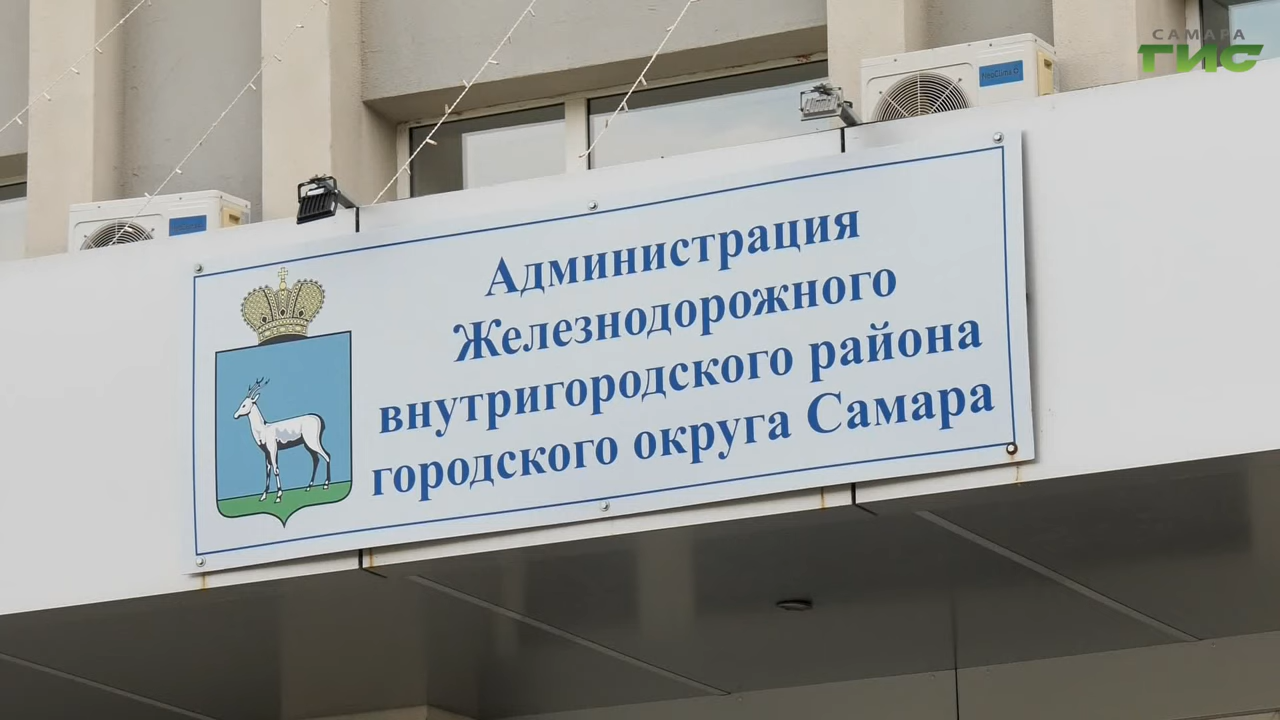 САМАРА
ГИС
Администрация
Железнодорожного
внутригородского района
городского округа Самара